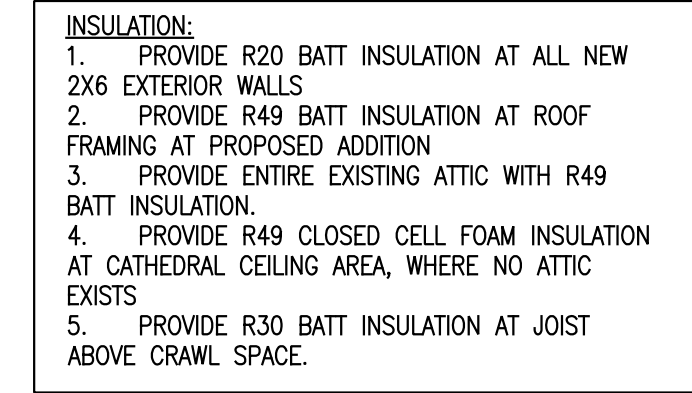 INSULATION:
1. PROVIDE R20 BATT INSULATION AT ALL NEW
2X6 EXTERIOR WALLS
2. PROVIDE R49 BATT INSULATION AT ROOF
FRAMING AT PROPOSED ADDITION
3. PROVIDE ENTIRE EXISTING ATTIC WITH R49
BATT INSULATION.
4. PROVIDE R49 CLOSED CELL FOAM INSULATION
AT CATHEDRAL CEILING AREA, WHERE NO ATTIC
EXISTS
5. PROVIDE R30 BATT INSULATION AT JOIST
ABOVE CRAWL SPACE.